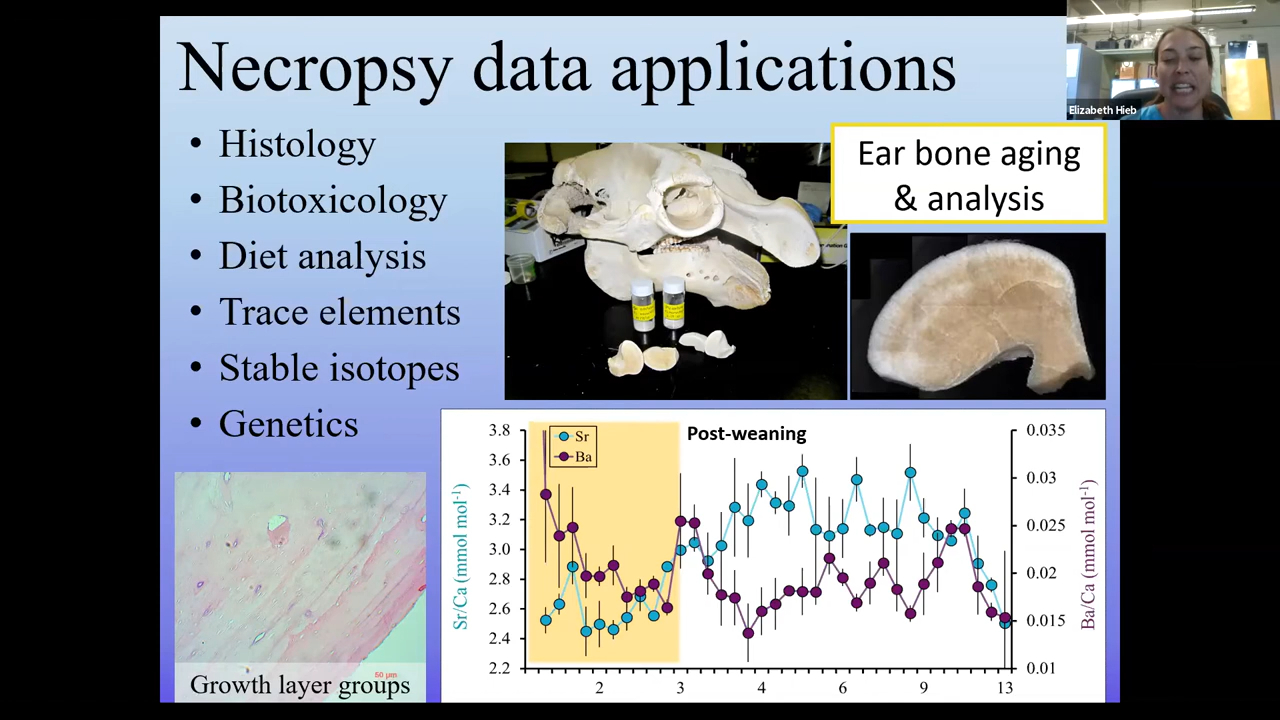 Necropsy data applications
Elizabeth Hieb
• Histology
• Biotoxicology
• Diet analysis
• Trace elements
• Stable isotopes
• Genetics
Ear bone aging
& analysis
Post-weaning
Sr
Ba
3.8
3.6
3.4
3.2
3.0
2.8
2.6
2.4
2.2
Sr/Ca (mmol mol⁻¹)
0.035
0.03
0.025
0.02
0.015
0.01
Ba/Ca (mmol mol⁻¹)
2 3 4 6 9 13
50 µm
Growth layer groups